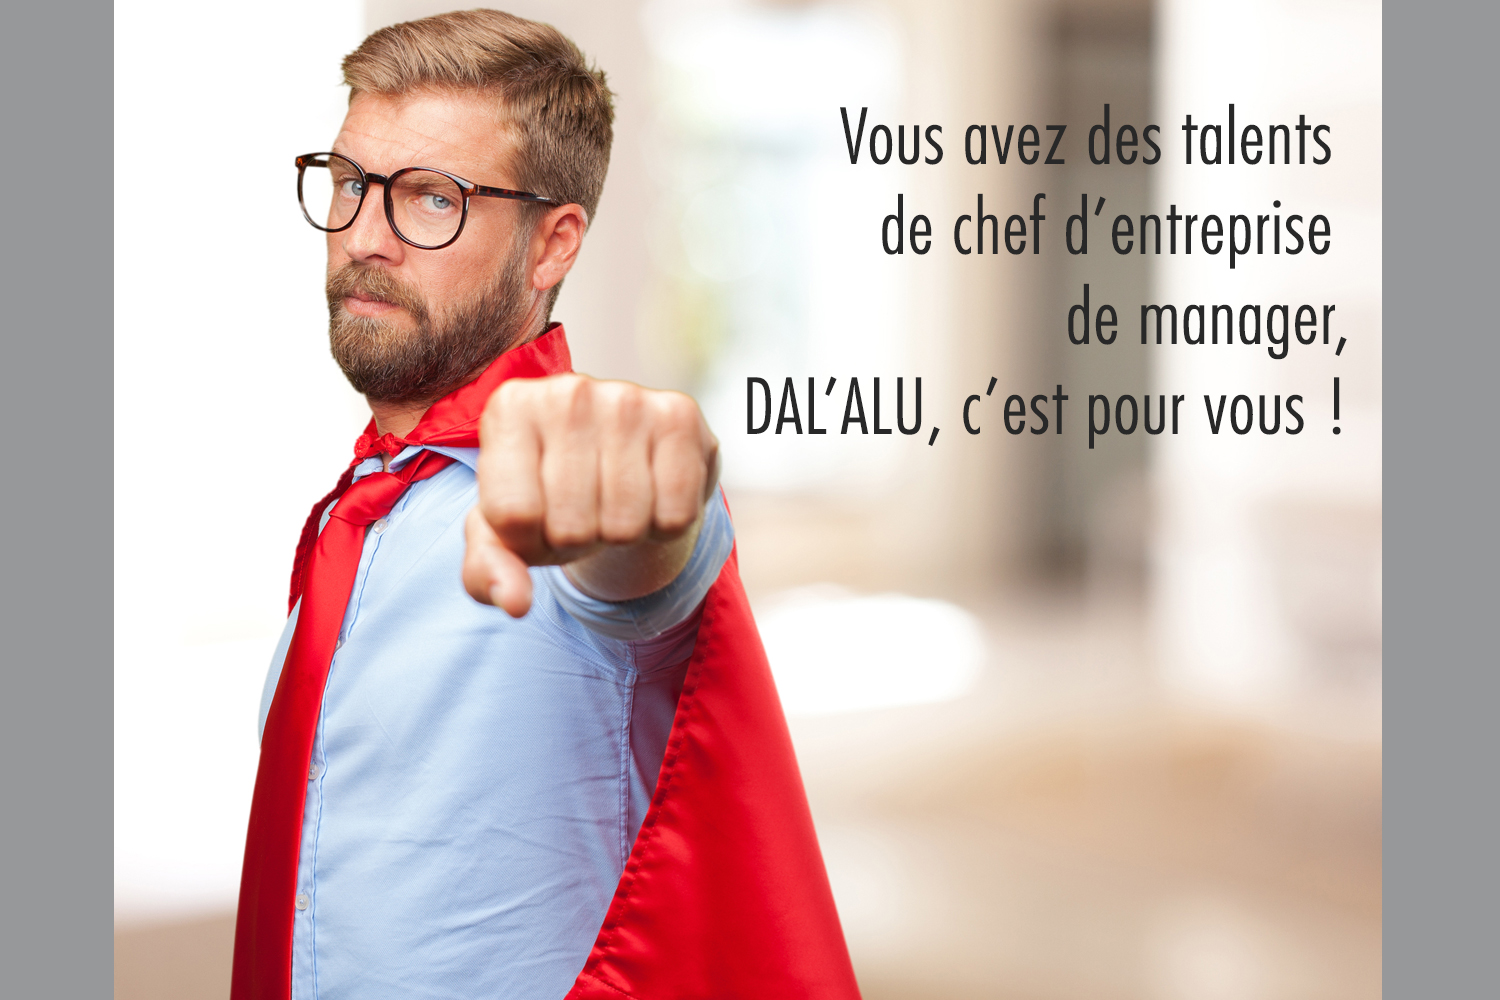 Vous avez des talents
de chef d’entreprise
de manager,
DAL’ALU, c’est pour vous !